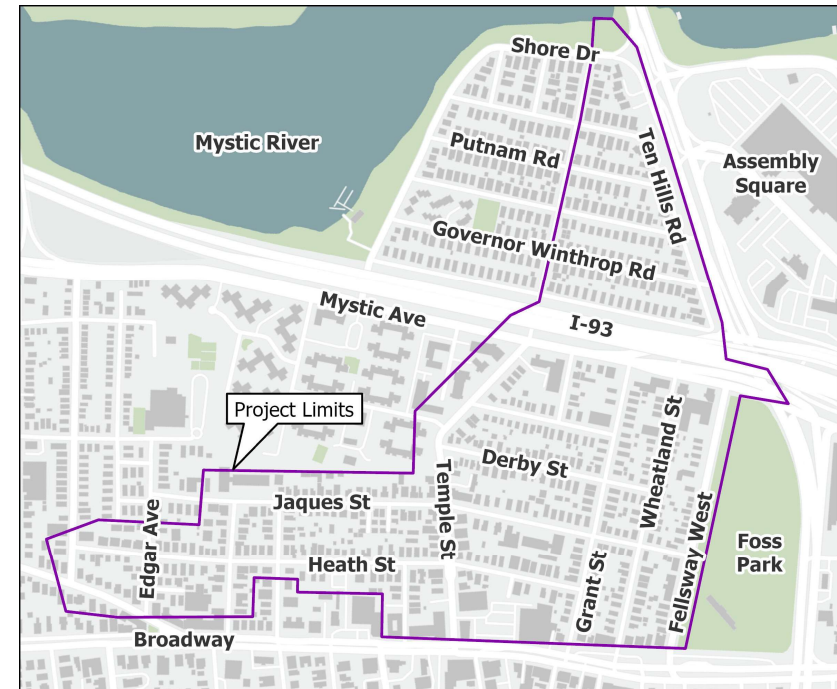 Shore Dr
Mystic River
Putnam Rd
Ten Hills Rd
Assembly
Square
Governor Winthrop Rd
Mystic Ave
I-93
Project Limits
Derby St
Wheatland St
Temple St
Jaques St
Edgar Ave
Heath St
Grant St
Fellsway West
Foss
Park
Broadway